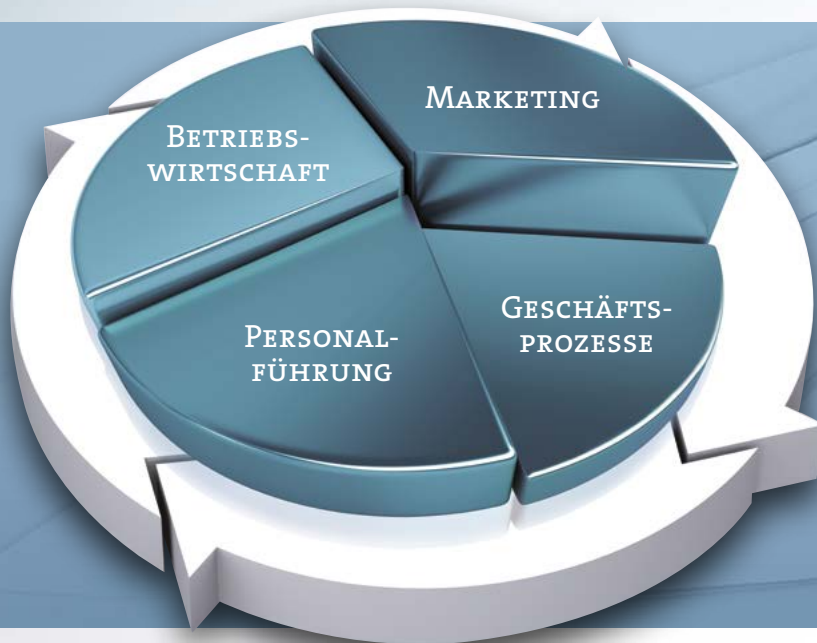 MARKETING
BETRIEBS-
WIRTSCHAFT
GESCHÄFTS-
PROZESSE
PERSONAL-
FÜHRUNG